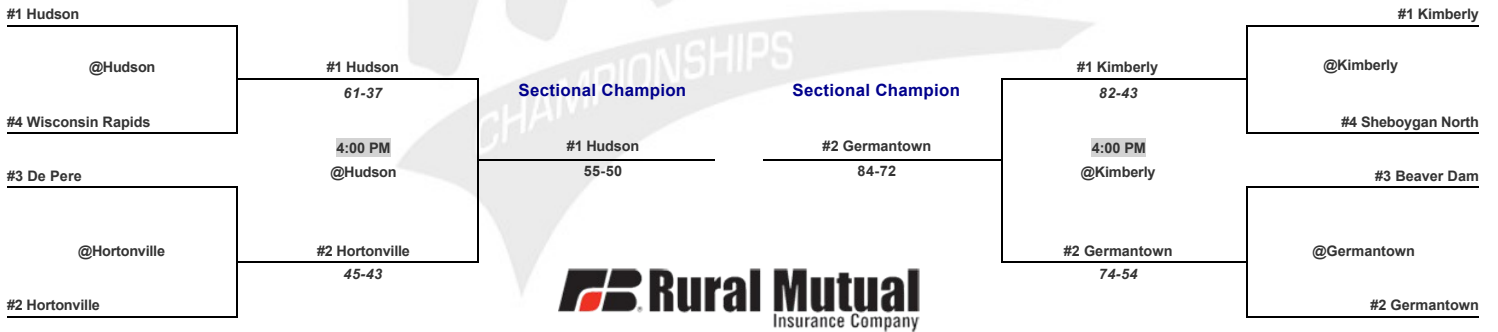 #1 Hudson
@Hudson
#4 Wisconsin Rapids
#3 De Pere
@Hortonville
#2 Hortonville
#1 Hudson
61-37
4:00 PM
@Hudson
#2 Hortonville
45-43
Sectional Champion
#1 Hudson
55-50
CHAMPIONSHIPS
Sectional Champion
#2 Germantown
84-72
#1 Kimberly
82-43
4:00 PM
@Kimberly
#2 Germantown
74-54
#1 Kimberly
@Kimberly
#4 Sheboygan North
#3 Beaver Dam
@Germantown
#2 Germantown
Rural Mutual
Insurance Company